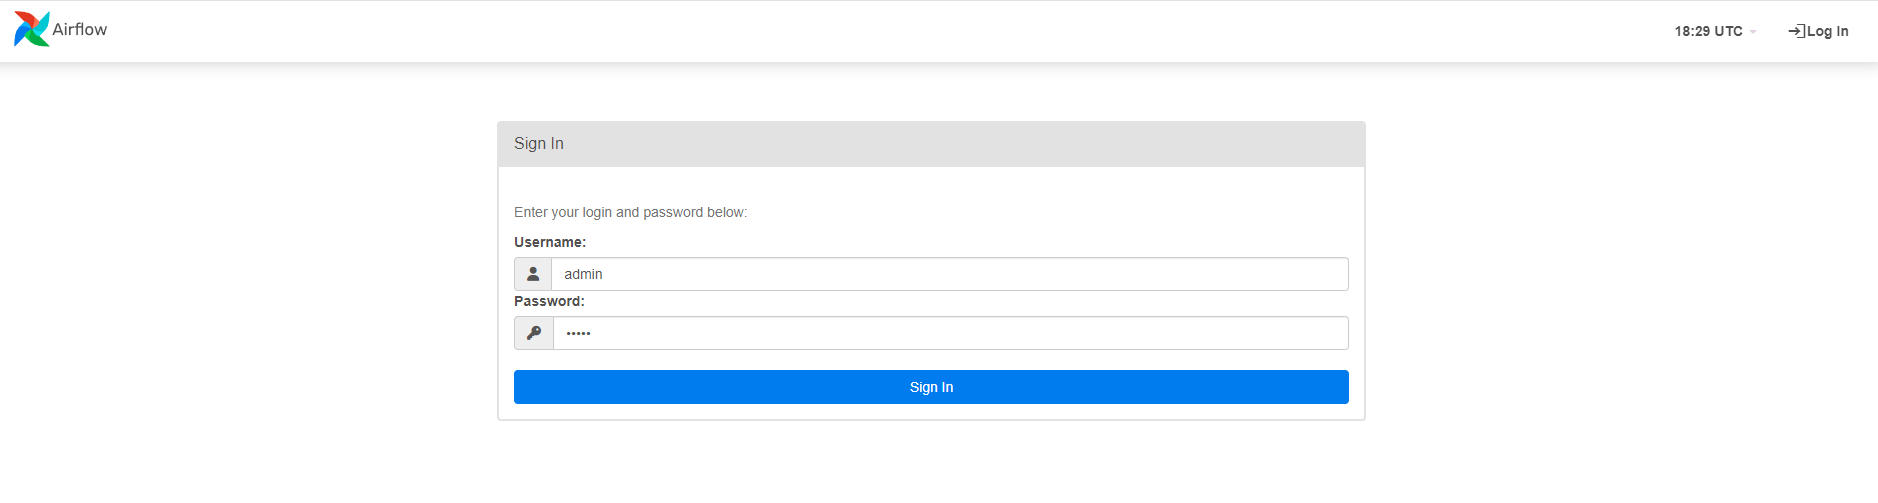 Airflow
18:29 UTC
Log In
Sign In
Enter your login and password below:
Username:
admin
Password:
•••••
Sign In